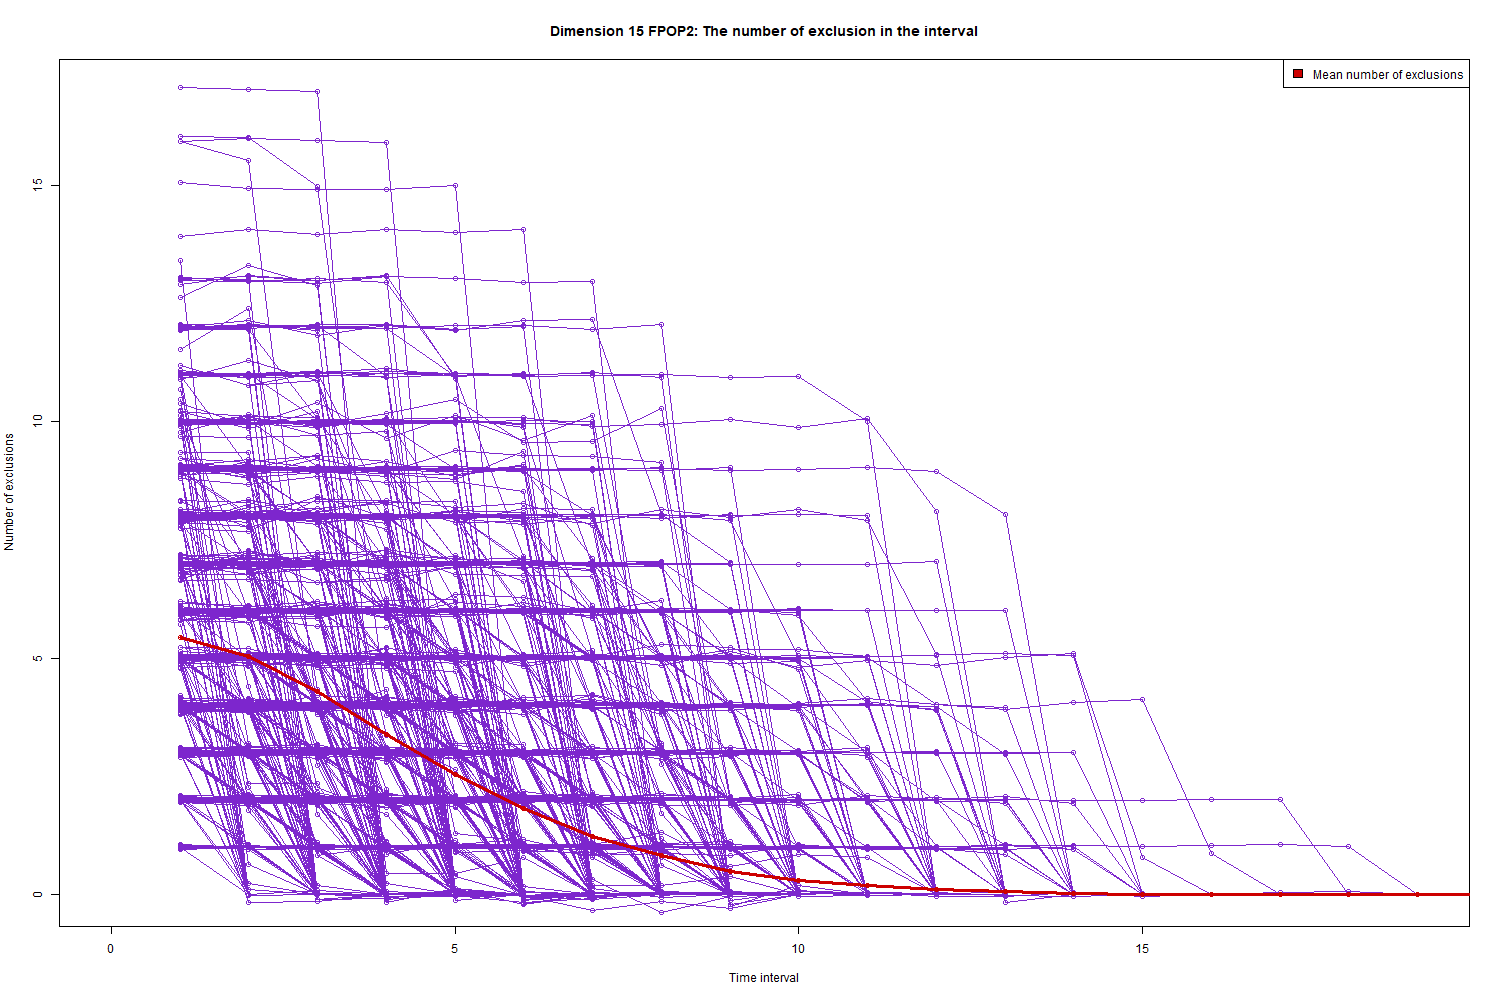 Dimension 15 FPOP2: The number of exclusion in the interval
Mean number of exclusions
Number of exclusions
15
10
5
0
0
5
10
15
Time interval